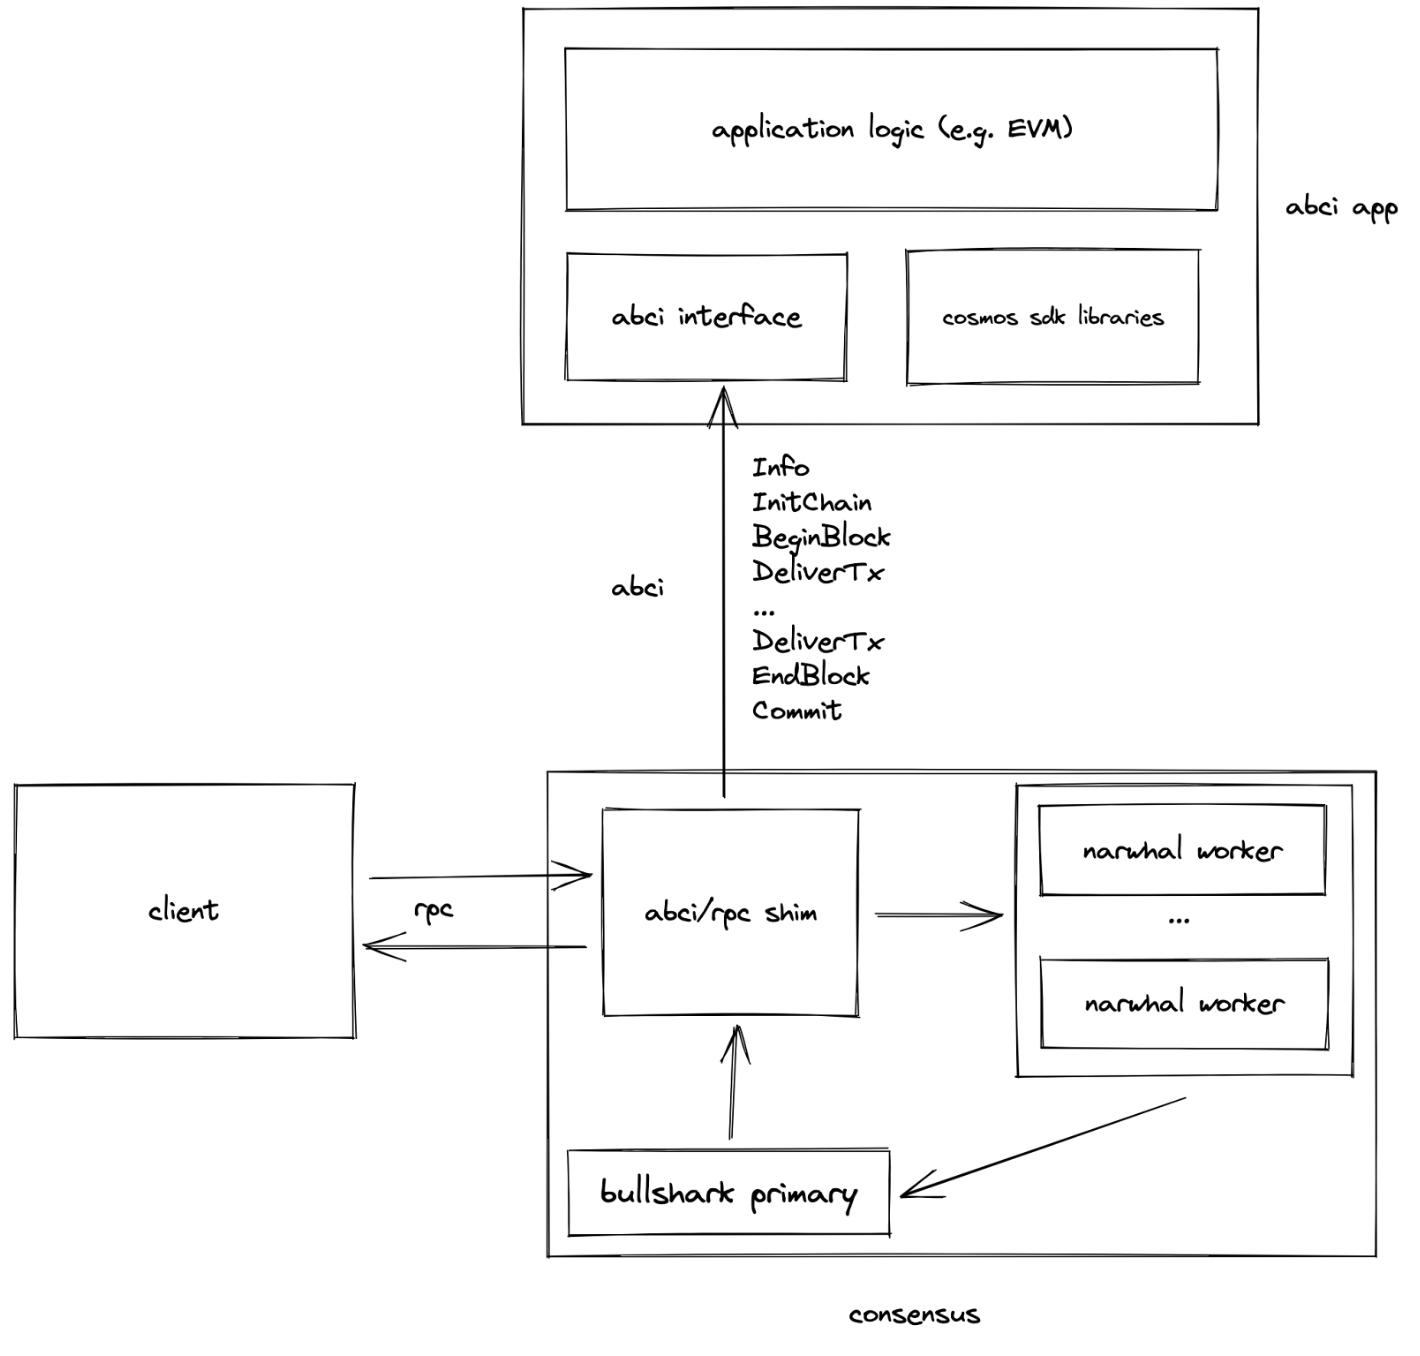 application logic (e.g. EVM)
abci app
abci interface
cosmos sdk libraries
Info
InitChain
BeginBlock
DeliverTx
...
DeliverTx
EndBlock
Commit
abci
client
rpc
abci/rpc shim
narwhal worker
...
narwhal worker
bullshark primary
consensus